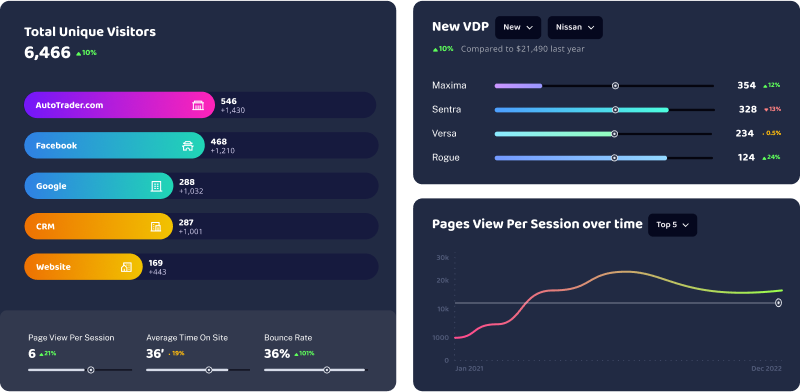 Total Unique Visitors
6,466 10%
AutoTrader.com
546
+1,430
Facebook
468
+1,210
Google
288
+1,032
CRM
287
+1,001
Website
169
+443
Page View Per Session
6 21%
Average Time On Site
36' 19%
Bounce Rate
36% 101%
New VDP New Nissan
10% Compared to $21,490 last year
Maxima 354 12%
Sentra 328 13%
Versa 234 0.5%
Rogue 124 24%
Pages View Per Session over time Top 5
30k
20k
10k
1000
0
Jan 2021 Dec 2022